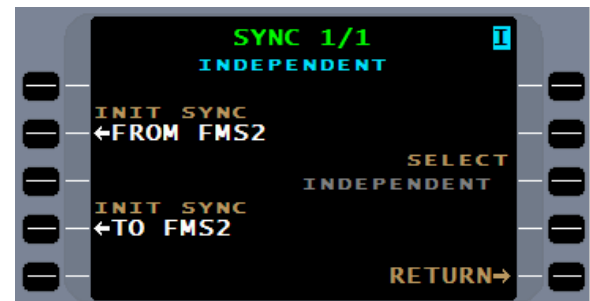 SYNC 1/1 I
INDEPENDENT
INIT SYNC
←FROM FMS2
SELECT
INDEPENDENT
INIT SYNC
←TO FMS2
RETURN→